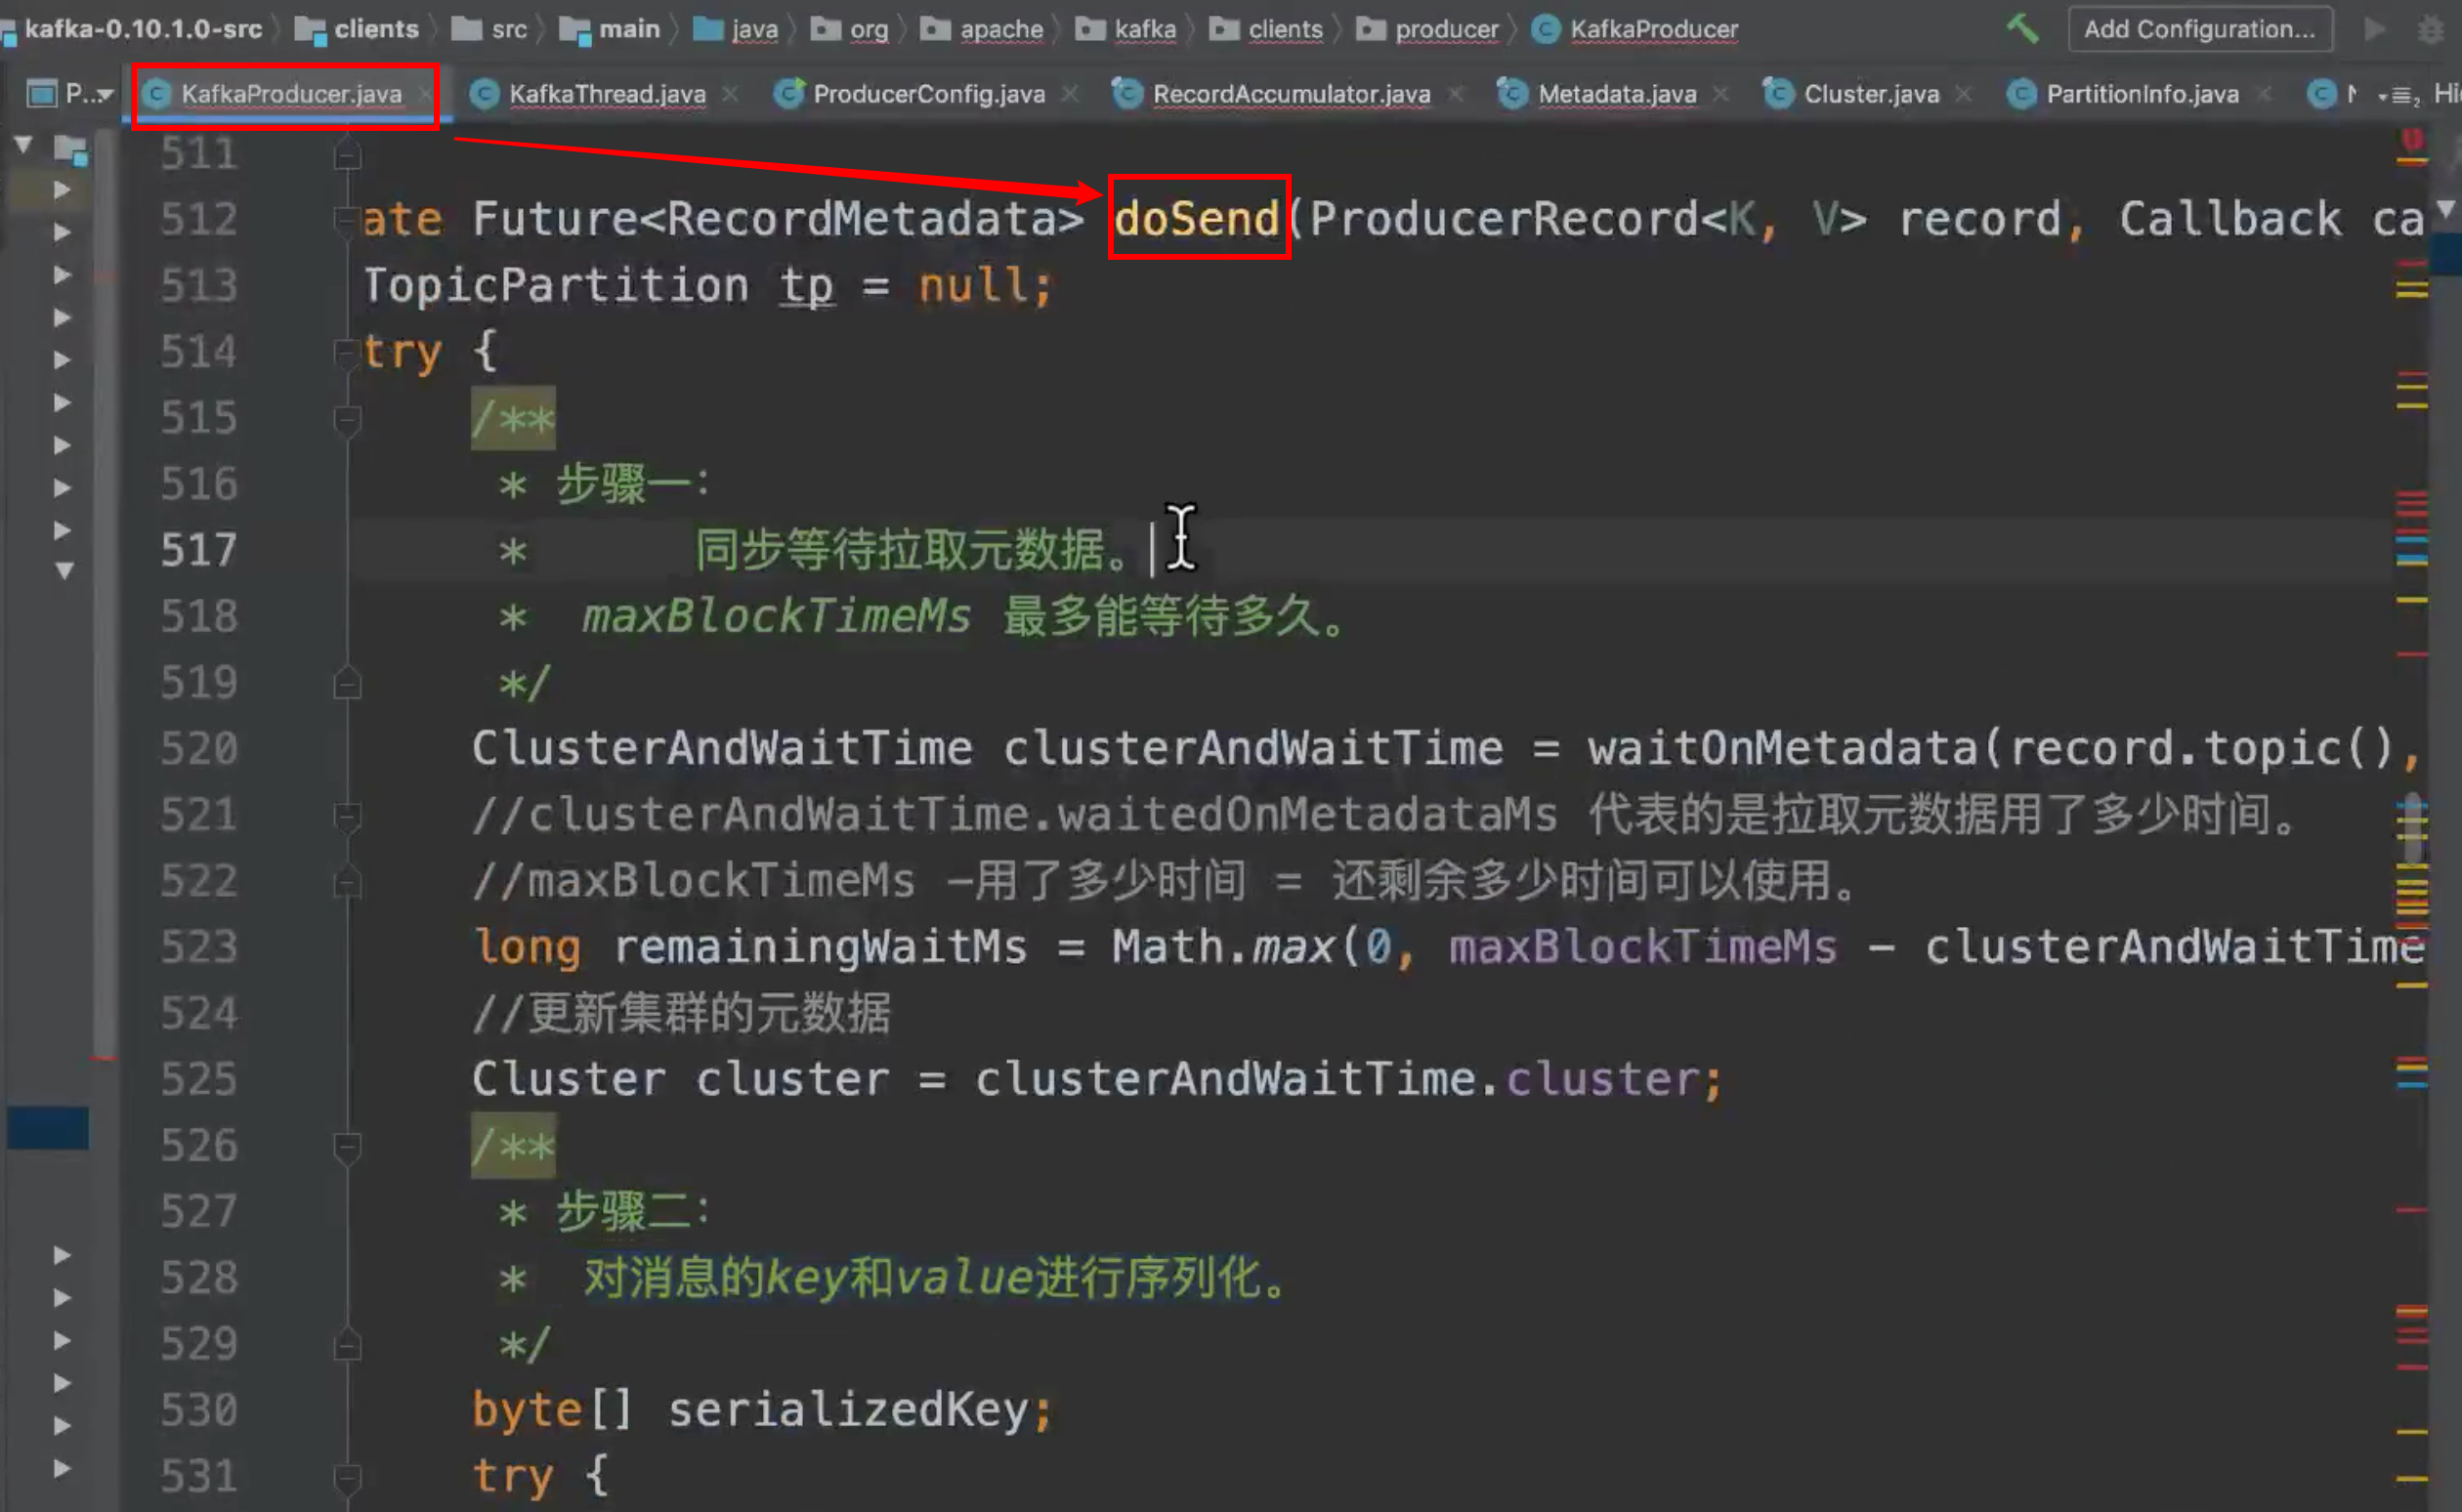 kafka-0.10.1.0-src clients src main java org apache kafka clients producer KafkaProducer Add Configuration...
P... KafkaProducer.java KafkaThread.java ProducerConfig.java RecordAccumulator.java Metadata.java Cluster.java PartitionInfo.java
511
512 ate Future<RecordMetadata> doSend(ProducerRecord<K, V> record, Callback ca
513 TopicPartition tp = null;
514 try {
515 /**
516 * 步骤一：
517 * 同步等待拉取元数据。
518 * maxBlockTimeMs 最多能等待多久。
519 */
520 ClusterAndWaitTime clusterAndWaitTime = waitOnMetadata(record.topic(),
521 //clusterAndWaitTime.waitedOnMetadataMs 代表的是拉取元数据用了多少时间。
522 //maxBlockTimeMs -用了多少时间 = 还剩余多少时间可以使用。
523 long remainingWaitMs = Math.max(0, maxBlockTimeMs - clusterAndWaitTime
524 //更新集群的元数据
525 Cluster cluster = clusterAndWaitTime.cluster;
526 /**
527 * 步骤二：
528 * 对消息的key和value进行序列化。
529 */
530 byte[] serializedKey;
531 try {